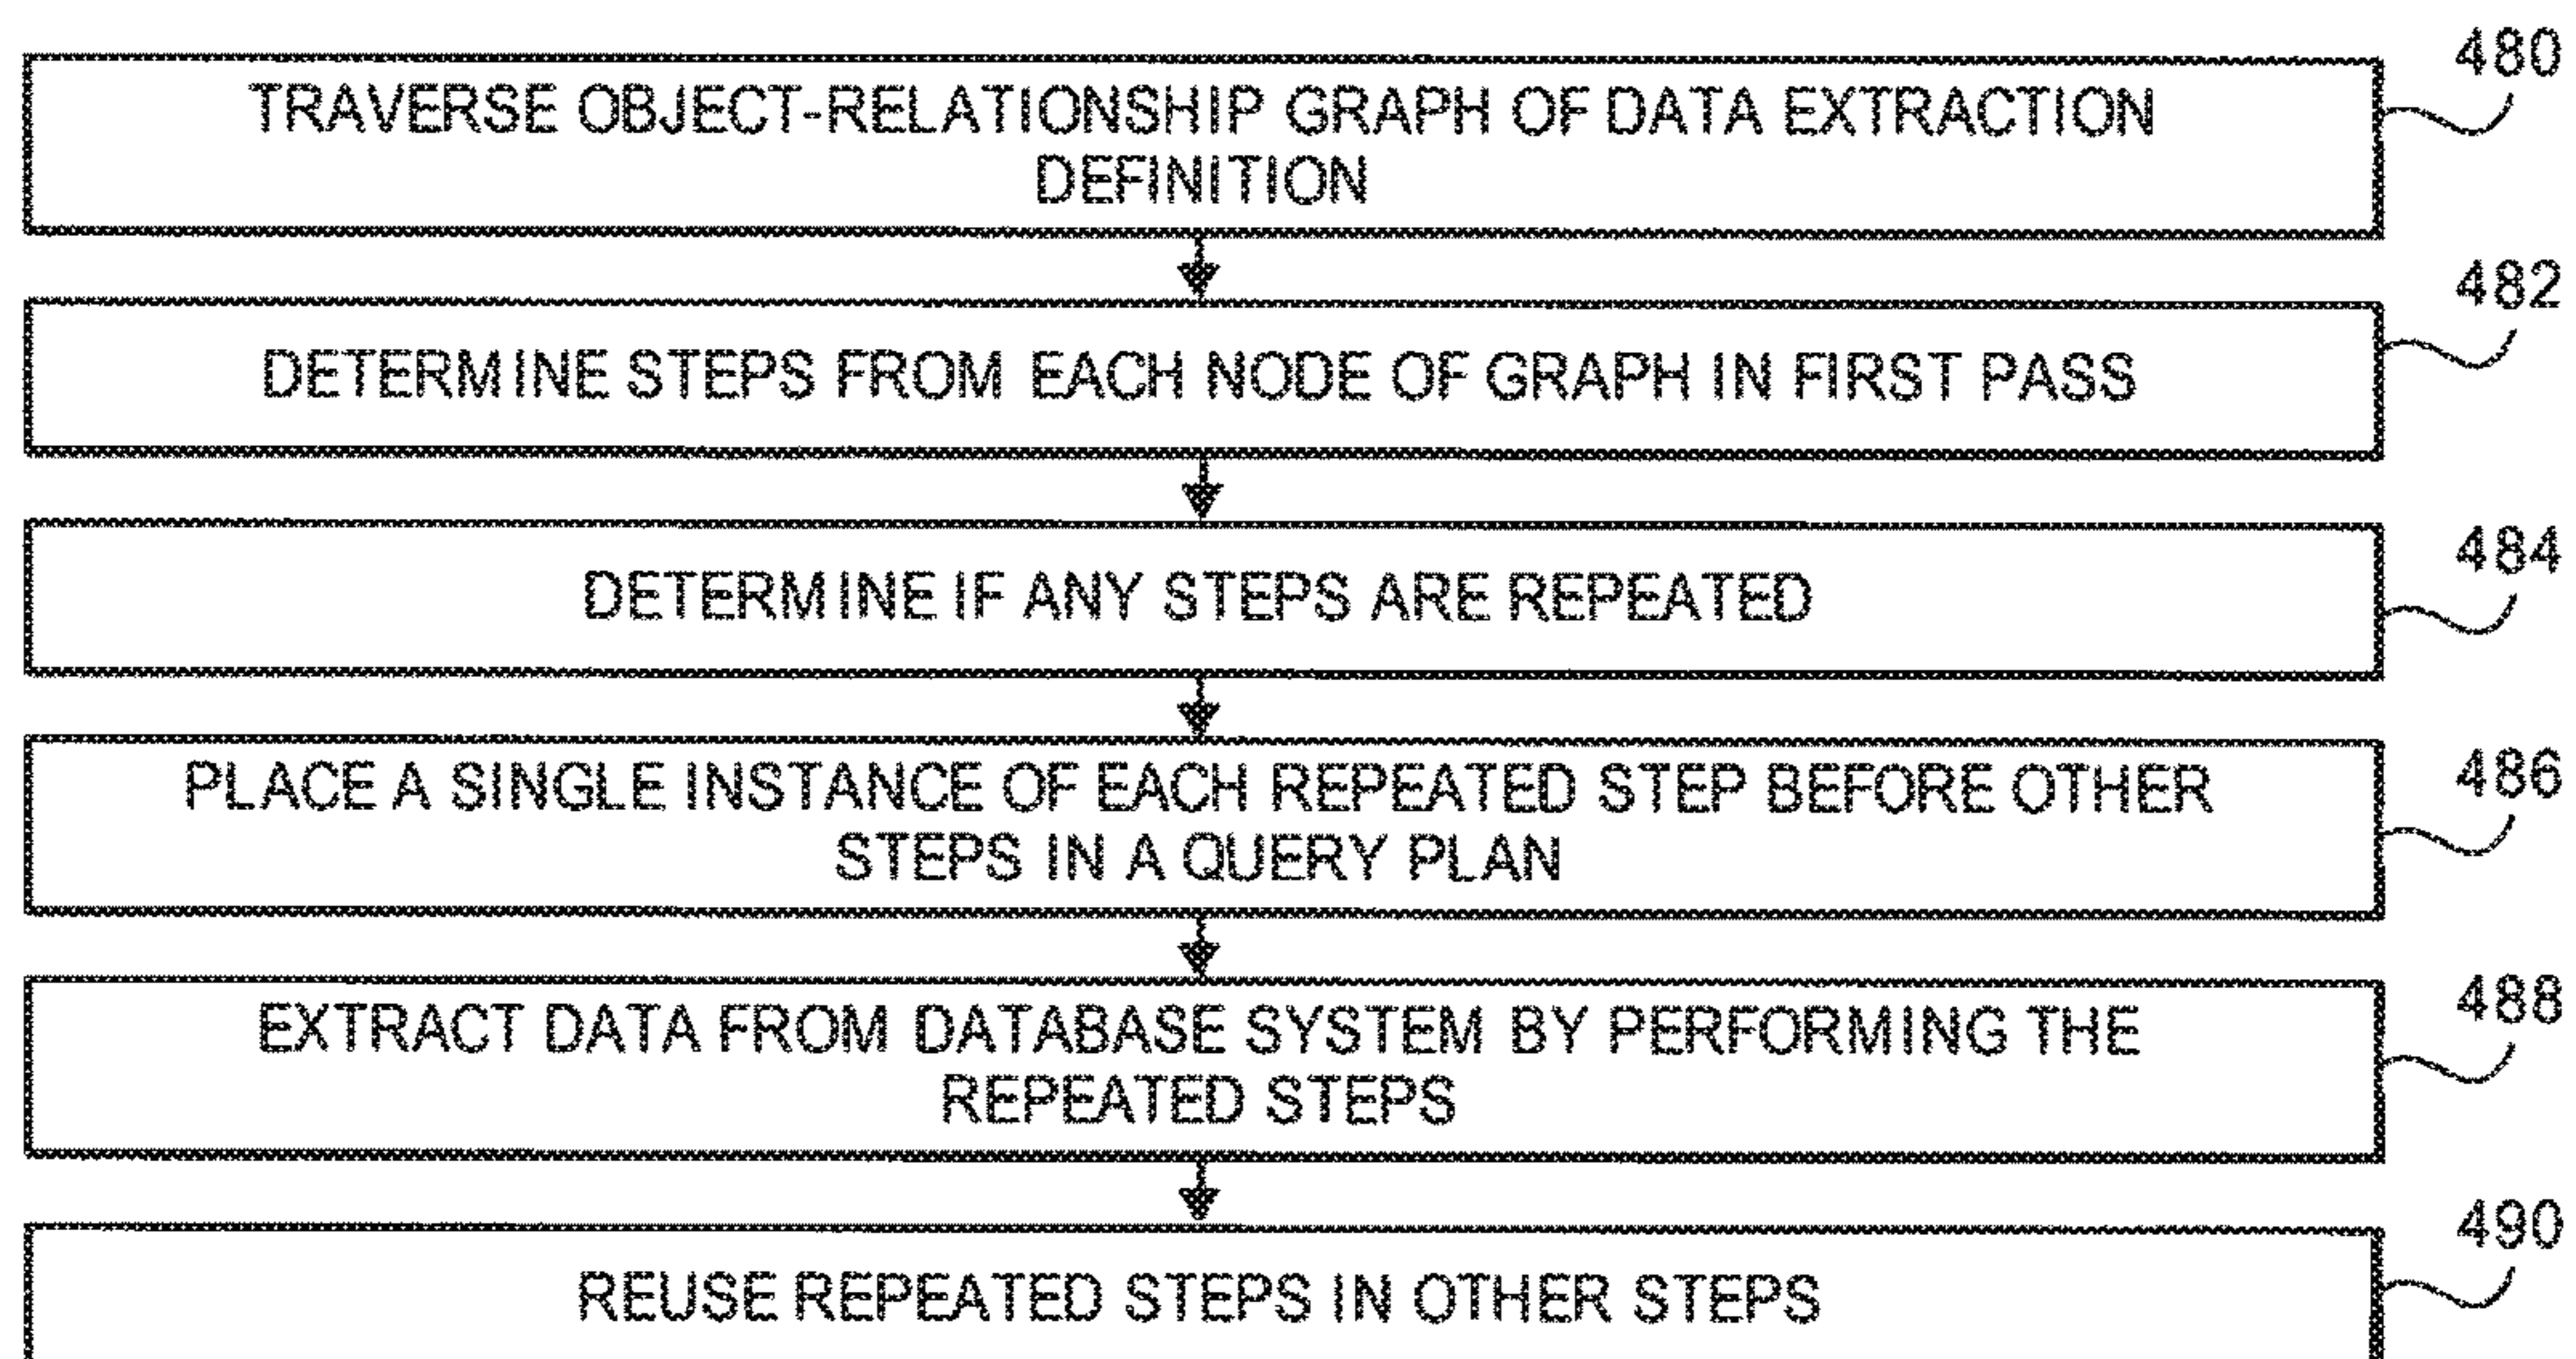 480
TRAVERSE OBJECT-RELATIONSHIP GRAPH OF DATA EXTRACTION
DEFINITION
482
DETERMINE STEPS FROM EACH NODE OF GRAPH IN FIRST PASS
484
DETERMINE IF ANY STEPS ARE REPEATED
486
PLACE A SINGLE INSTANCE OF EACH REPEATED STEP BEFORE OTHER
STEPS IN A QUERY PLAN
488
EXTRACT DATA FROM DATABASE SYSTEM BY PERFORMING THE
REPEATED STEPS
490
REUSE REPEATED STEPS IN OTHER STEPS